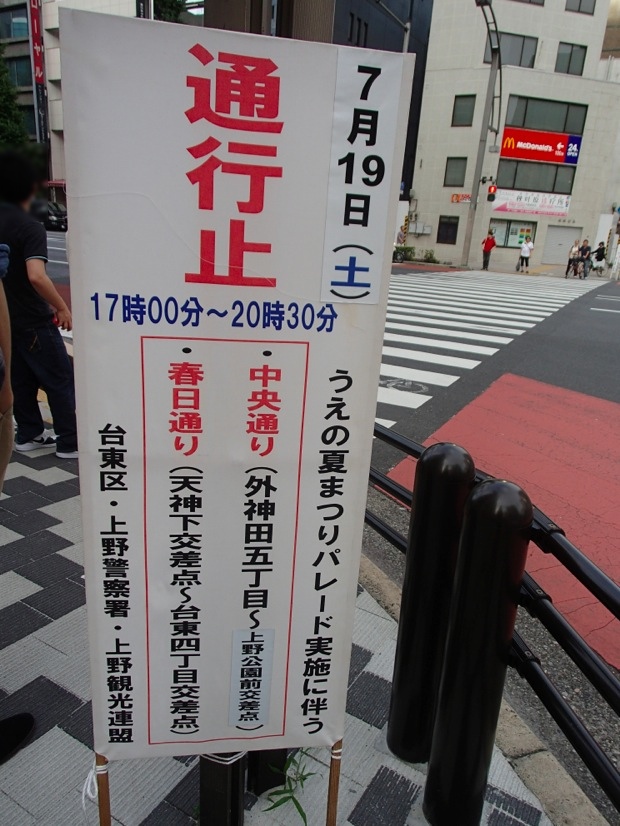 7月19日(土)
うえの夏まつりパレード実施に伴う
通行止
17時00分～20時30分
・中央通り(外神田五丁目～上野公園前交差点)
・春日通り(天神下交差点～台東四丁目交差点)
台東区・上野警察署・上野観光連盟
McDonald's
24